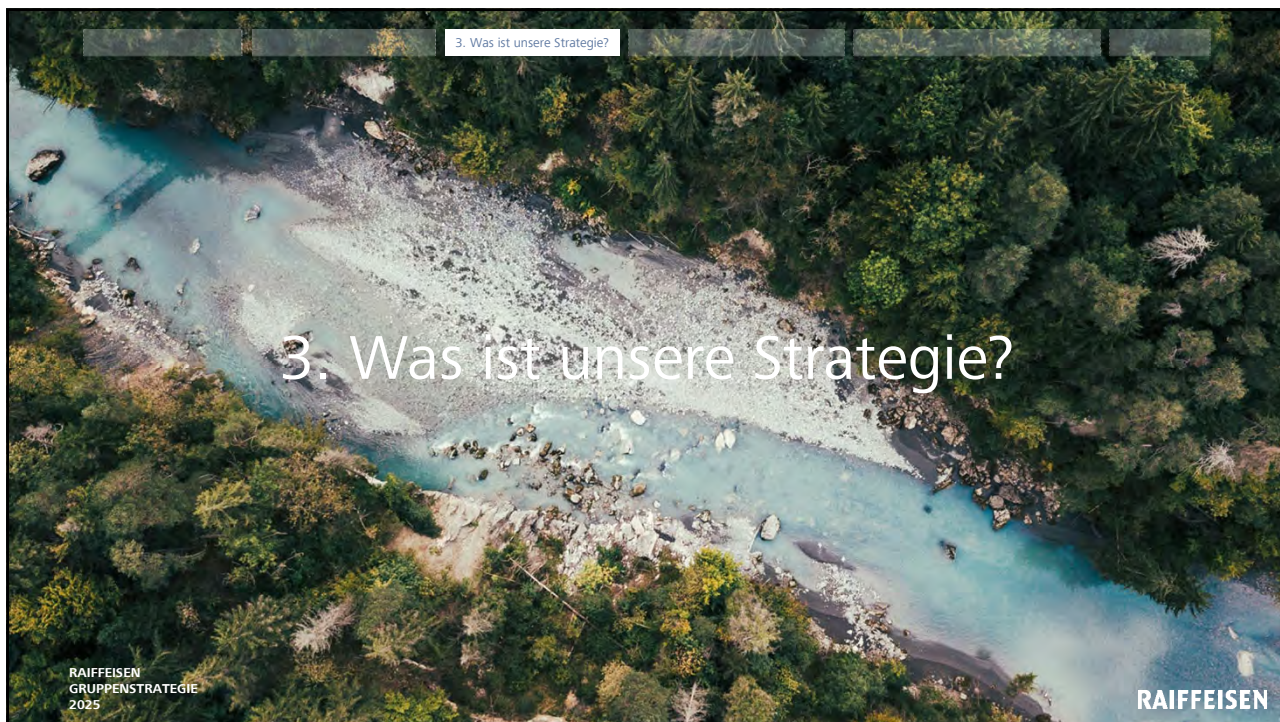 3. Was ist unsere Strategie?
3. Was ist unsere Strategie?
RAIFFEISEN
GRUPPENSTRATEGIE
2025
RAIFFEISEN